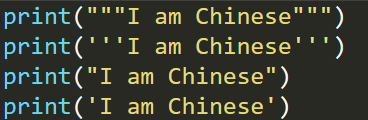 print("""I am Chinese""")
print('''I am Chinese''')
print("I am Chinese")
print('I am Chinese')